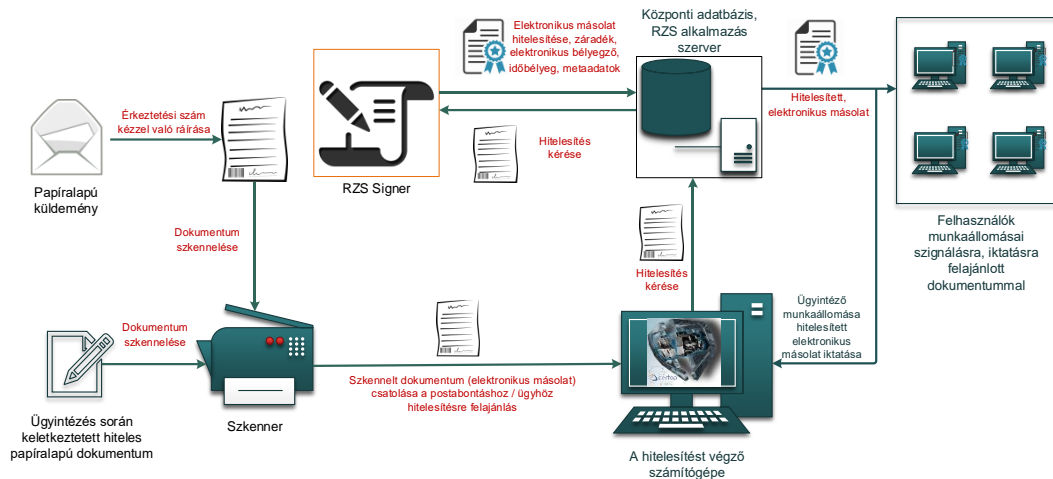 Elektronikus másolat
hitelesítése, záradék,
elektronikus bélyegző,
időbélyeg, metaadatok
Központi adatbázis,
RZS alkalmazás
szerver
Érkeztetési szám
kézzel való ráírása
Hitelesítés
kérése
Hitelesített,
elektronikus másolat
Papíralapú
küldemény
RZS Signer
Dokumentum
szkennelése
Hitelesítés
kérése
Felhasználók
munkaállomásai
szignálásra, iktatásra
felajánlott
dokumentummal
Dokumentum
szkennelése
Ügyintéző
munkaállomása
hitelesített
elektronikus
másolat iktatása
Szkennelt dokumentum (elektronikus másolat)
csatolása a postabontáshoz / ügyhöz
hitelesítésre felajánlás
Ügyintézés során
keletkeztetett hiteles
papíralapú dokumentum
Szkenner
A hitelesítést végző
számítógépe